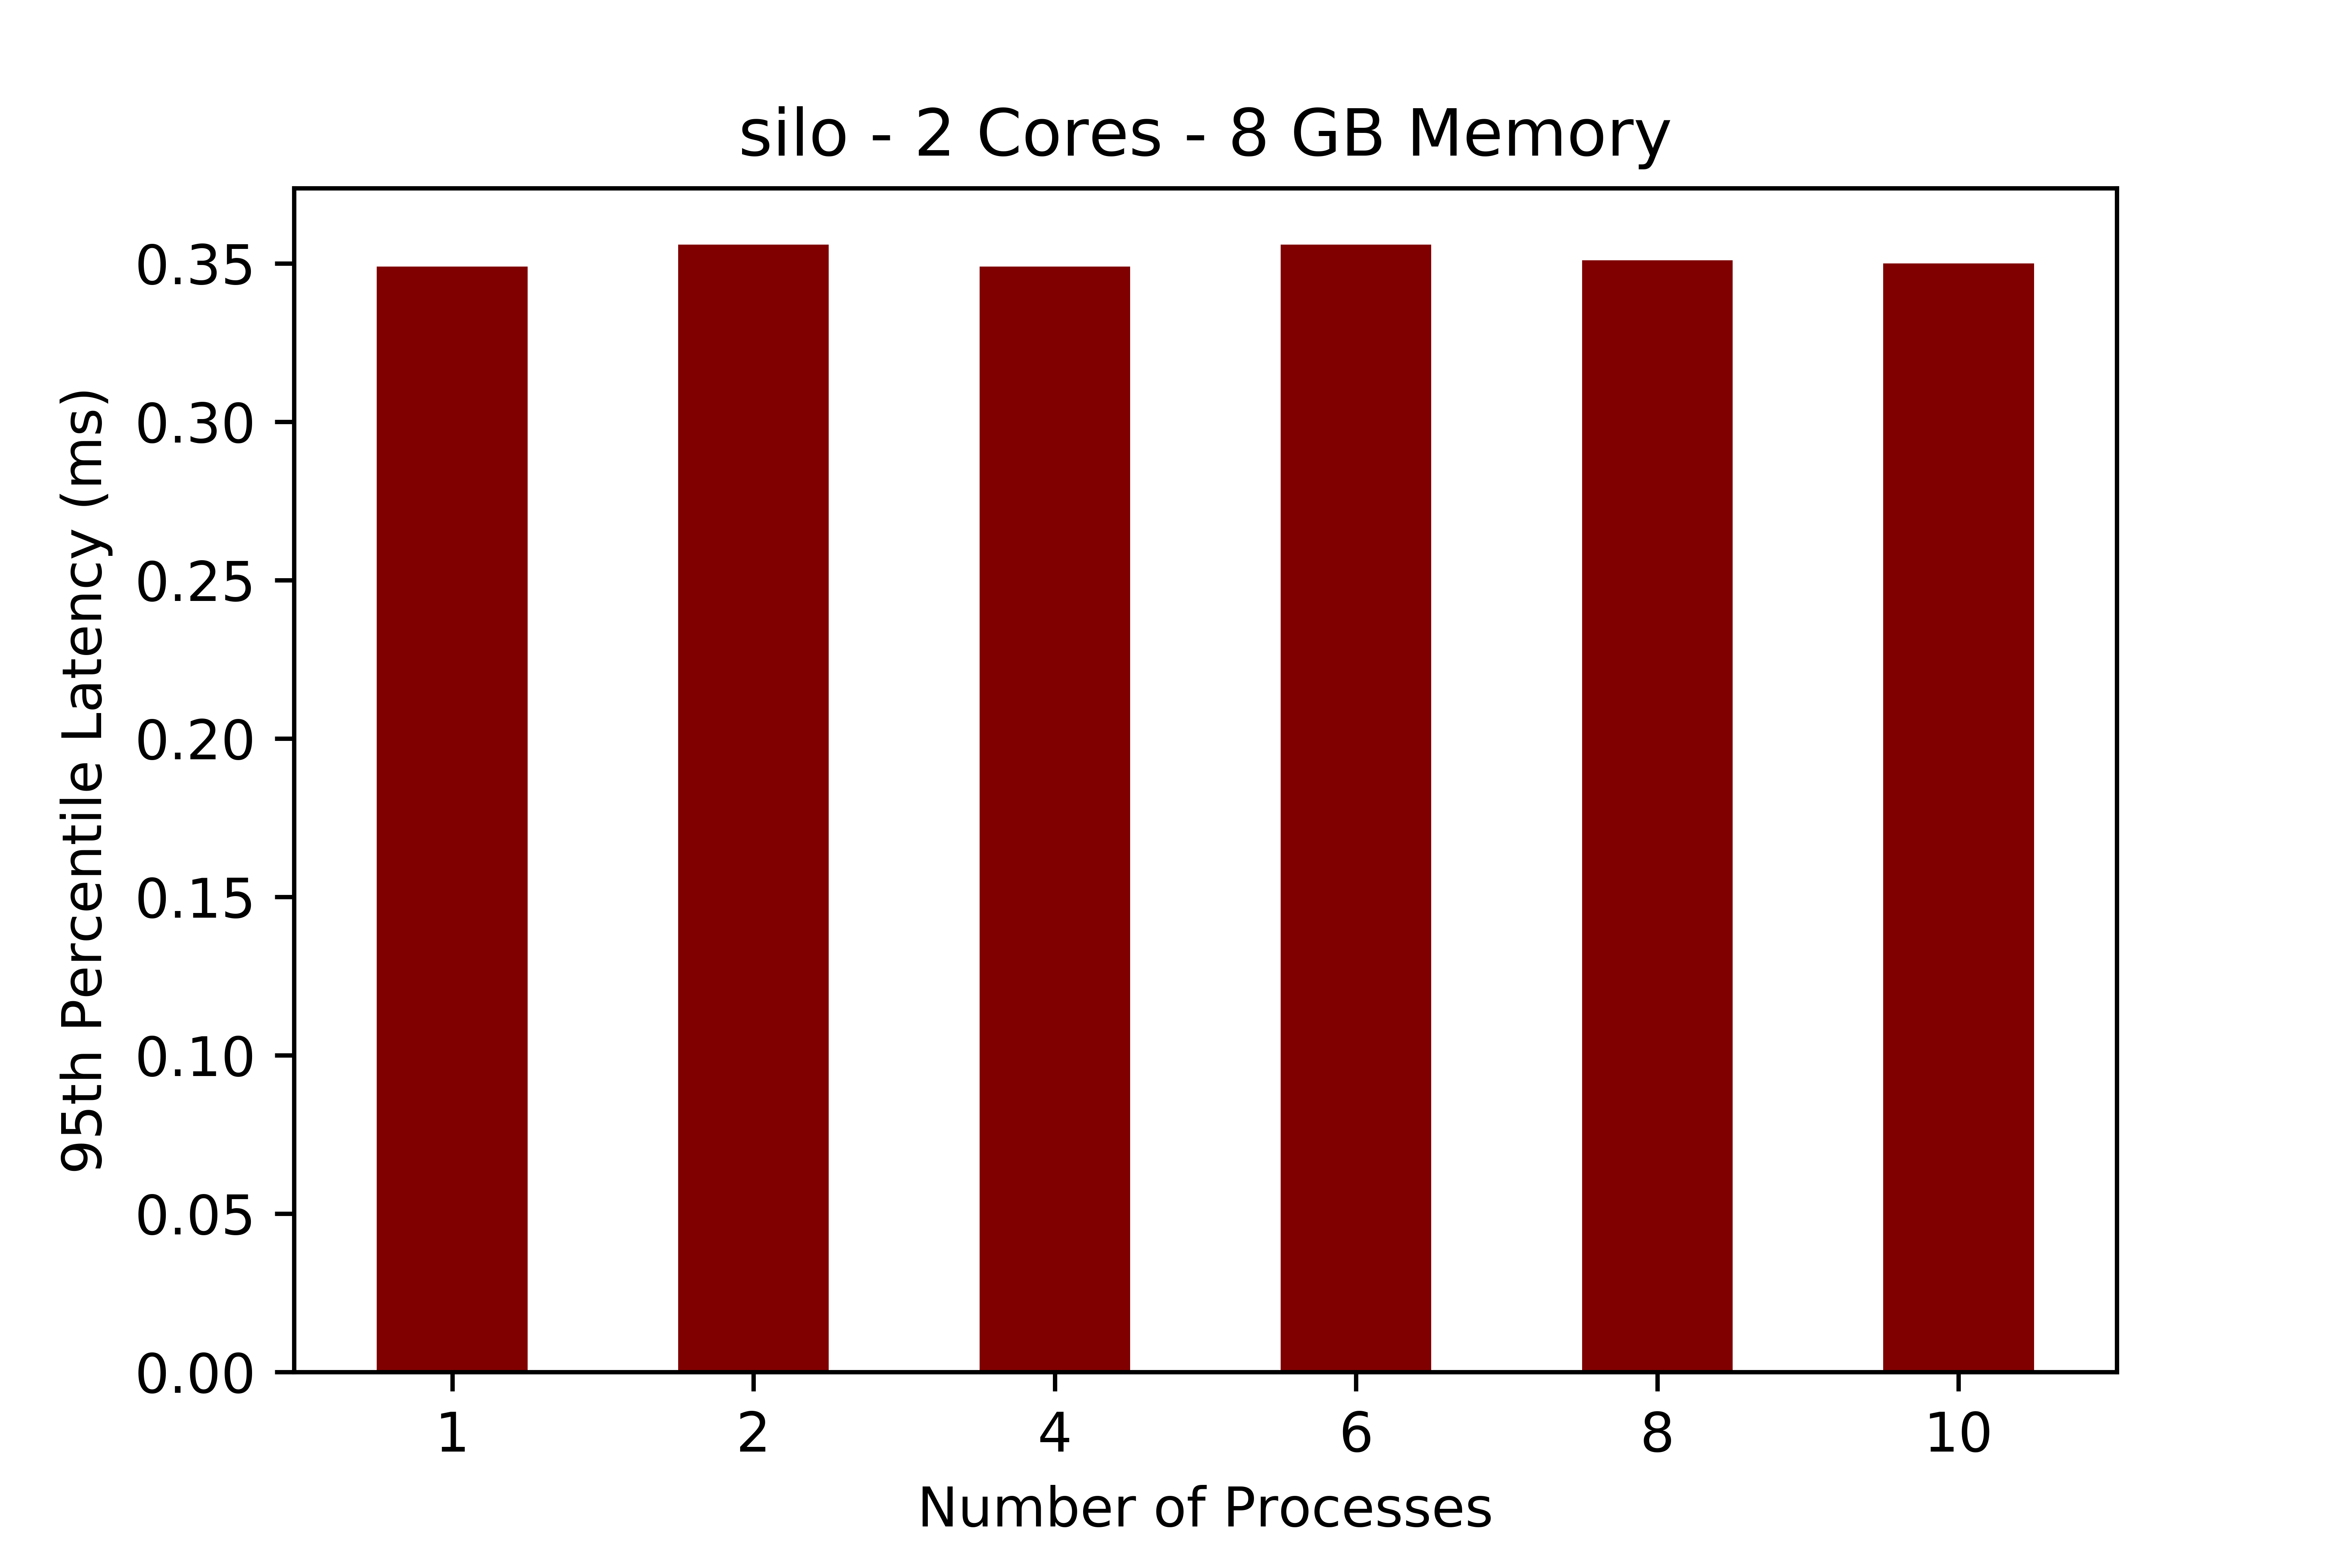 silo - 2 Cores - 8 GB Memory
95th Percentile Latency (ms)
0.35
0.30
0.25
0.20
0.15
0.10
0.05
0.00
1 2 4 6 8 10
Number of Processes